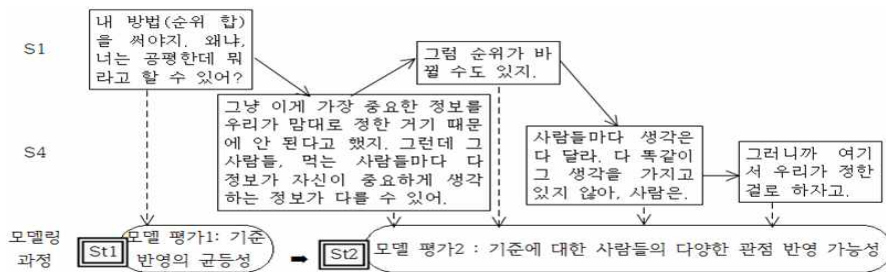 S1
내 방법(순위 합)
을 써야지. 왜냐,
너는 공평한데 뭐
라고 할 수 있어?
그럼 순위가 바
뀔 수도 있지.
S4
그냥 이게 가장 중요한 정보를
우리가 맘대로 정한 거기 때문
에 안 된다고 했지. 그런데 그
사람들, 먹는 사람들마다 다
정보가 자신이 중요하게 생각
하는 정보가 다를 수 있어.
사람들마다 생각은
다 달라. 다 똑같이
그 생각을 가지고
있지 않아, 사람은.
그러니까 여기
서 우리가 정한
걸로 하자고.
모델링
과정
St1
모델 평가1: 기준
반영의 균등성
St2
모델 평가2 : 기준에 대한 사람들의 다양한 관점 반영 가능성